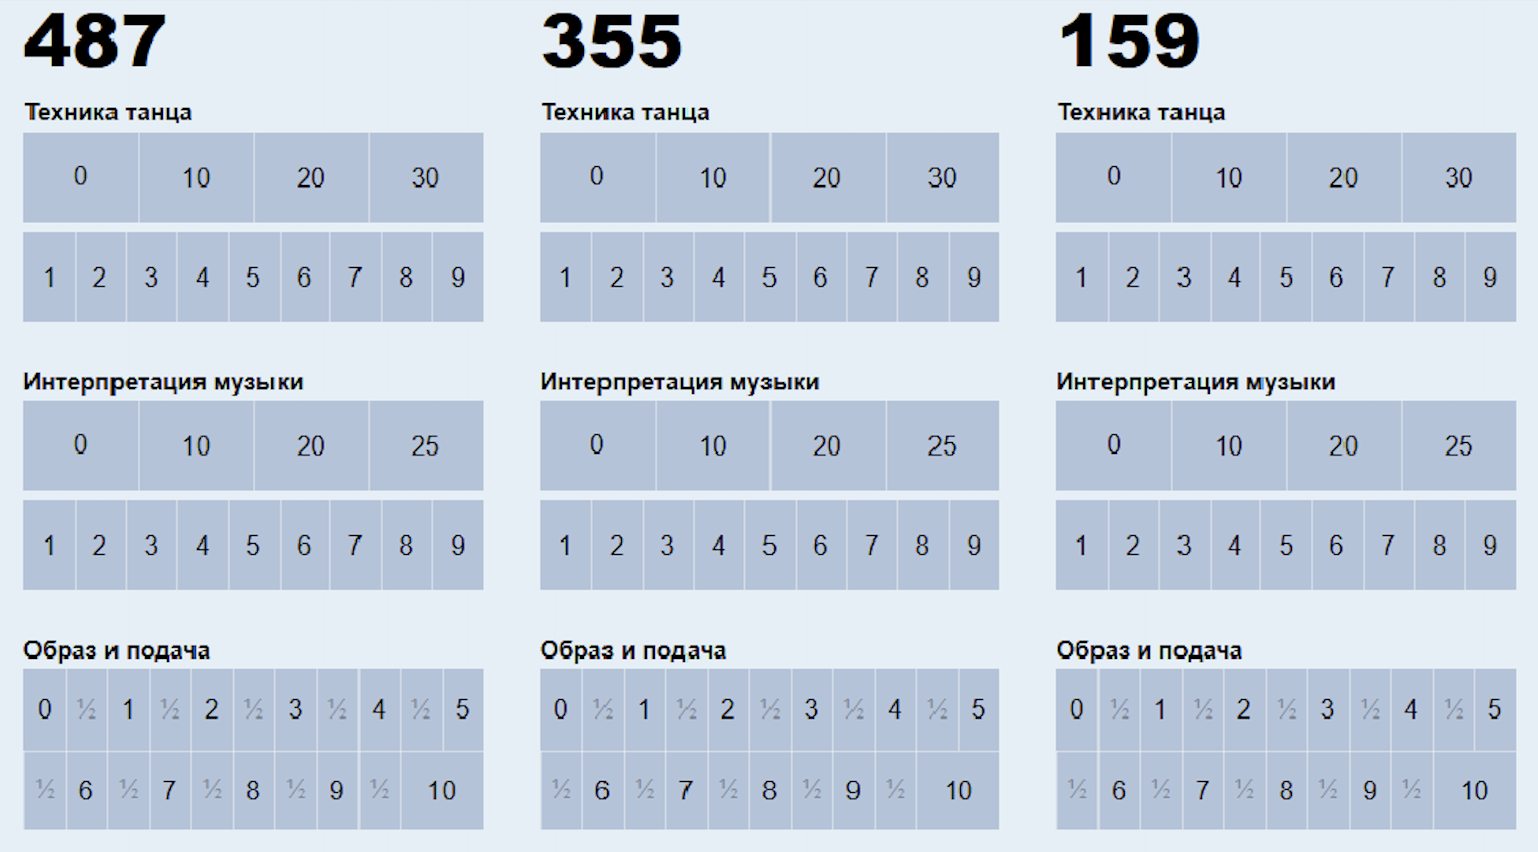 487 355 159
Техника танца Техника танца Техника танца
0 10 20 30 0 10 20 30 0 10 20 30
1 2 3 4 5 6 7 8 9 1 2 3 4 5 6 7 8 9 1 2 3 4 5 6 7 8 9
Интерпретация музыки Интерпретация музыки Интерпретация музыки
0 10 20 25 0 10 20 25 0 10 20 25
1 2 3 4 5 6 7 8 9 1 2 3 4 5 6 7 8 9 1 2 3 4 5 6 7 8 9
Образ и подача Образ и подача Образ и подача
0 ½ 1 ½ 2 ½ 3 ½ 4 ½ 5 0 ½ 1 ½ 2 ½ 3 ½ 4 ½ 5 0 ½ 1 ½ 2 ½ 3 ½ 4 ½ 5
½ 6 ½ 7 ½ 8 ½ 9 ½ 10 ½ 6 ½ 7 ½ 8 ½ 9 ½ 10 ½ 6 ½ 7 ½ 8 ½ 9 ½ 10